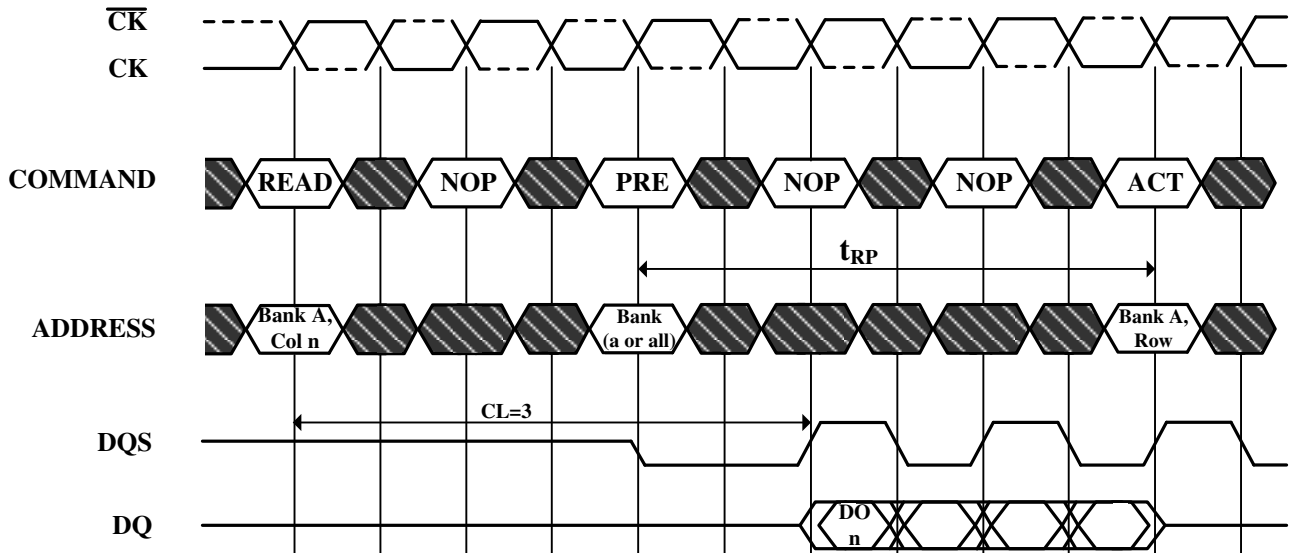 CK
CK
COMMAND READ NOP PRE NOP NOP ACT
tRP
ADDRESS Bank A, Col n Bank (a or all) Bank A, Row
CL=3
DQS
DQ DO n